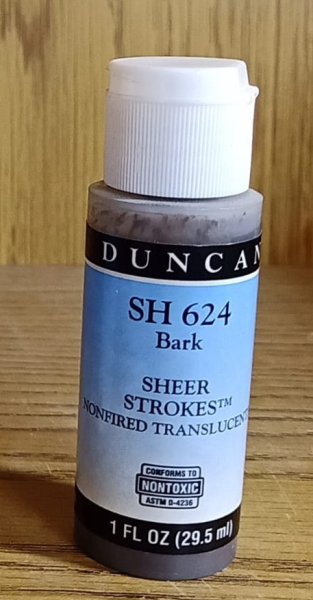 DUNCAN
SH 624
Bark
SHEER
STROKES™
NONFIRED TRANSLUCENT
CONFORMS TO
NONTOXIC
ASTM D-4236
1 FL OZ (29.5 ml)